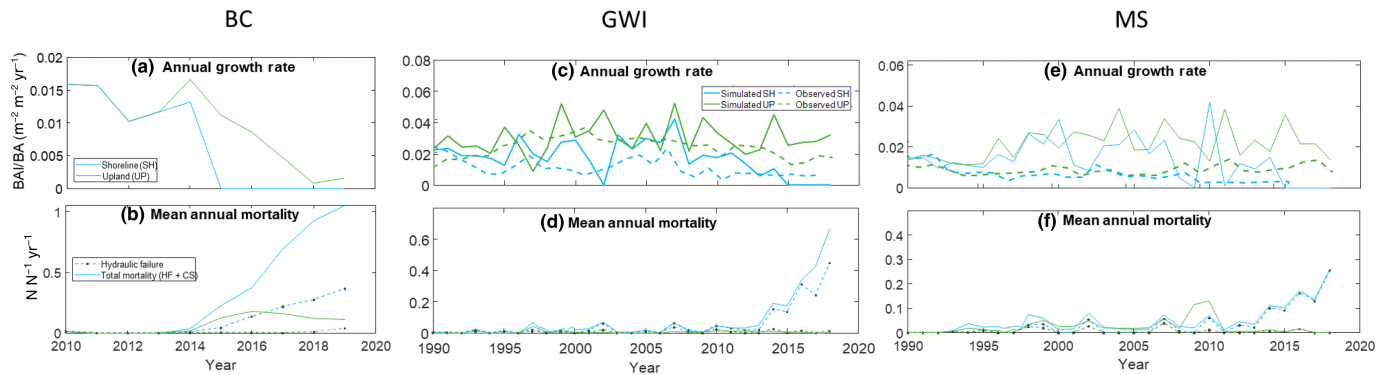 BC
GWI
MS
(a) Annual growth rate
BAI/BA (m² m⁻² yr⁻¹)
0.02
0.015
0.01
0.005
0
Shoreline (SH)
Upland (UP)
(b) Mean annual mortality
N N⁻¹ yr⁻¹
1
0.5
0
Hydraulic failure
Total mortality (HF + CS)
2010 2012 2014 2016 2018 2020
Year
(c) Annual growth rate
0.08
0.06
0.04
0.02
0
Simulated SH Observed SH
Simulated UP Observed UP
(d) Mean annual mortality
0.6
0.4
0.2
0
1990 1995 2000 2005 2010 2015 2020
Year
(e) Annual growth rate
0.06
0.04
0.02
0
(f) Mean annual mortality
0.4
0.3
0.2
0.1
0
1990 1995 2000 2005 2010 2015 2020
Year